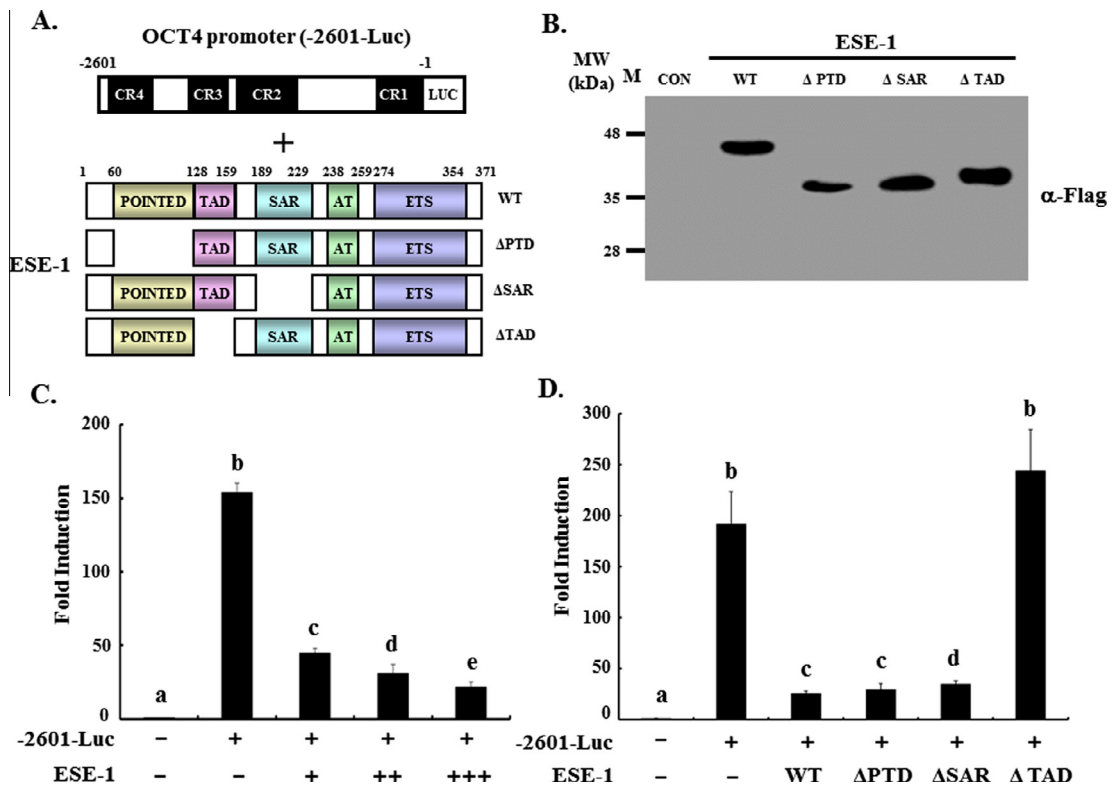 A.
OCT4 promoter (-2601-Luc)
-2601 -1
CR4 CR3 CR2 CR1 LUC
+
1 60 128 159 189 229 238 259 274 354 371
POINTED TAD SAR AT ETS WT
TAD SAR AT ETS ΔPTD
ESE-1
POINTED TAD AT ETS ΔSAR
POINTED SAR AT ETS ΔTAD
B.
ESE-1
MW (kDa) M CON WT Δ PTD Δ SAR Δ TAD
48
35
28
α-Flag
C.
Fold Induction
200
150
100
50
0
a b c d e
-2601-Luc – + + + +
ESE-1 – – + ++ +++
D.
Fold Induction
300
250
200
150
100
50
0
a b c c d b
-2601-Luc – + + + + +
ESE-1 – – WT ΔPTD ΔSAR Δ TAD